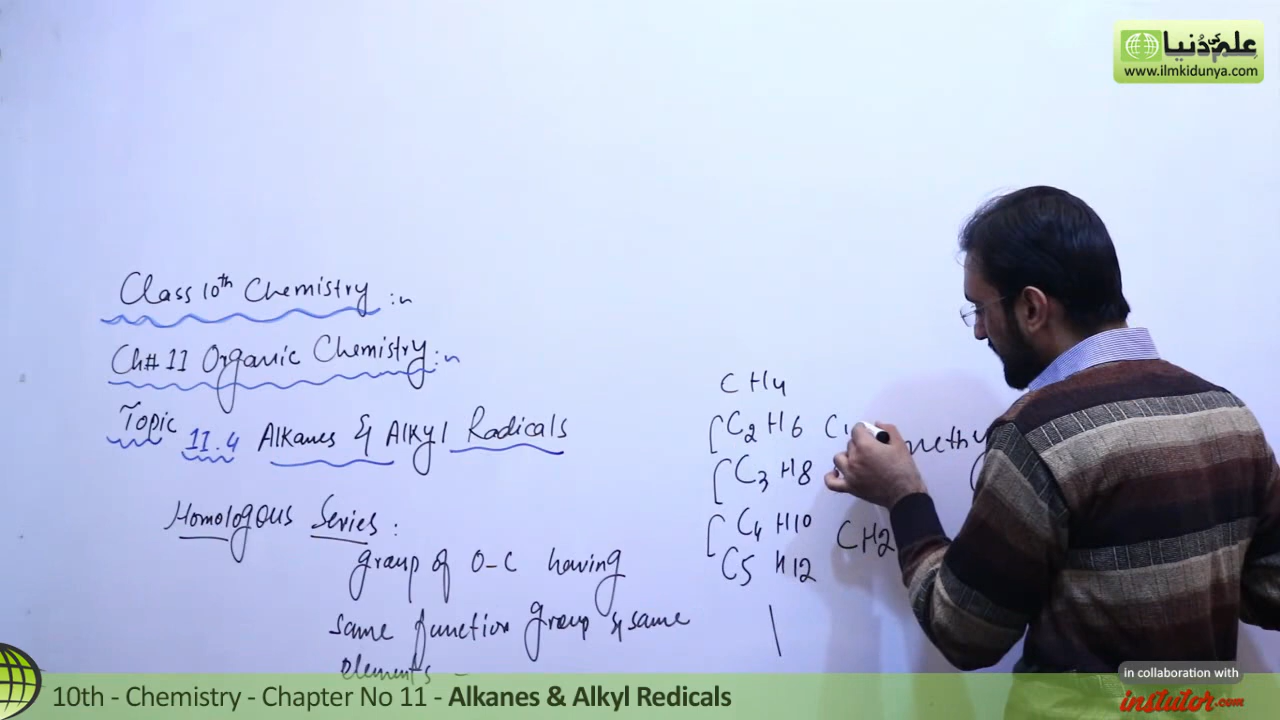 علم کی دنیا
www.ilmkidunya.com
Class 10th Chemistry :~
Ch# 11 Organic Chemistry :~
Topic 11.4 Alkanes & Alkyl Radicals
Homologous Series :
group of O-C having
same function group & same
elements -
CH4
C2H6
C3H8
C4H10 CH2
C5H12
methy
in collaboration with
instutor.com
10th - Chemistry - Chapter No 11 - Alkanes & Alkyl Redicals